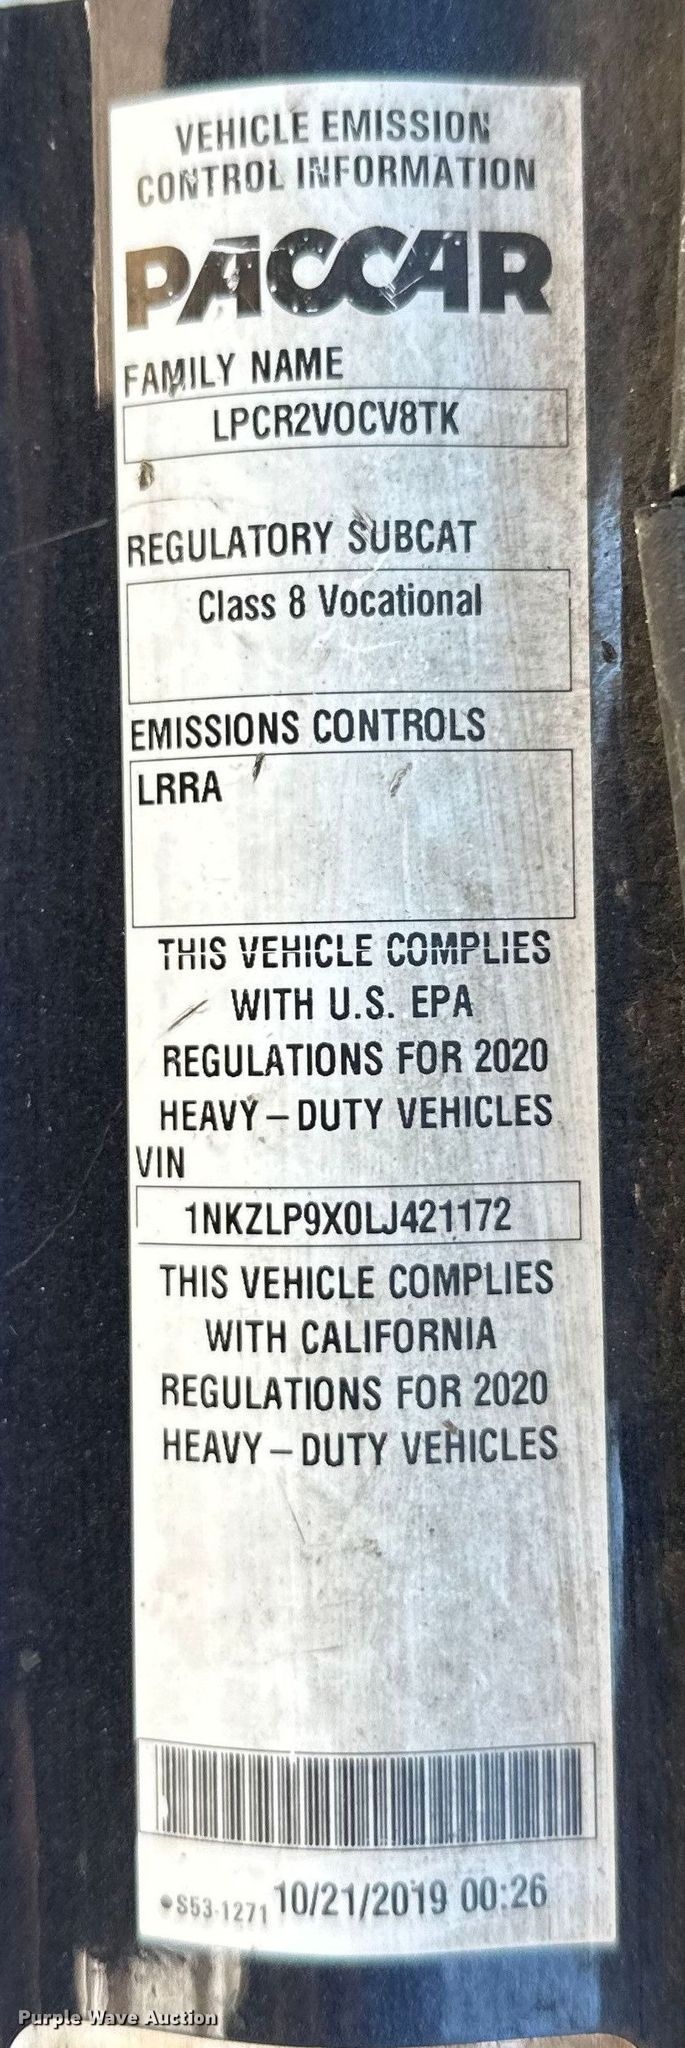 VEHICLE EMISSION
CONTROL INFORMATION
PACCAR
FAMILY NAME
LPCR2VOCV8TK
REGULATORY SUBCAT
Class 8 Vocational
EMISSIONS CONTROLS
LRRA
THIS VEHICLE COMPLIES
WITH U.S. EPA
REGULATIONS FOR 2020
HEAVY-DUTY VEHICLES
VIN
1NKZLP9X0LJ421172
THIS VEHICLE COMPLIES
WITH CALIFORNIA
REGULATIONS FOR 2020
HEAVY-DUTY VEHICLES
S53-1271 10/21/2019 00:26
Purple Wave Auction